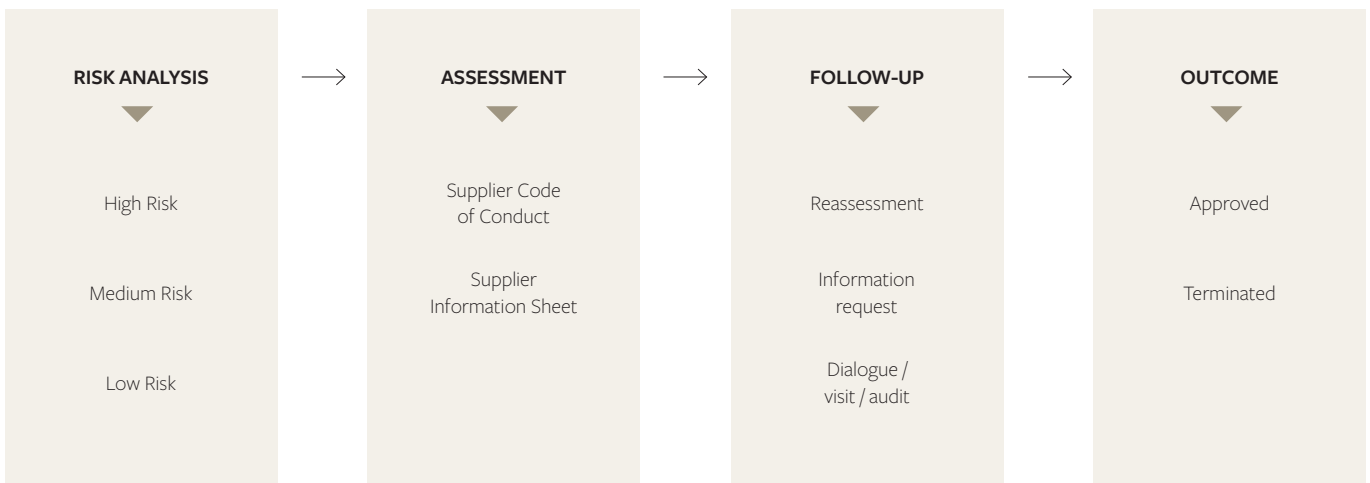 RISK ANALYSIS
High Risk
Medium Risk
Low Risk
ASSESSMENT
Supplier Code
of Conduct
Supplier
Information Sheet
FOLLOW-UP
Reassessment
Information
request
Dialogue /
visit / audit
OUTCOME
Approved
Terminated